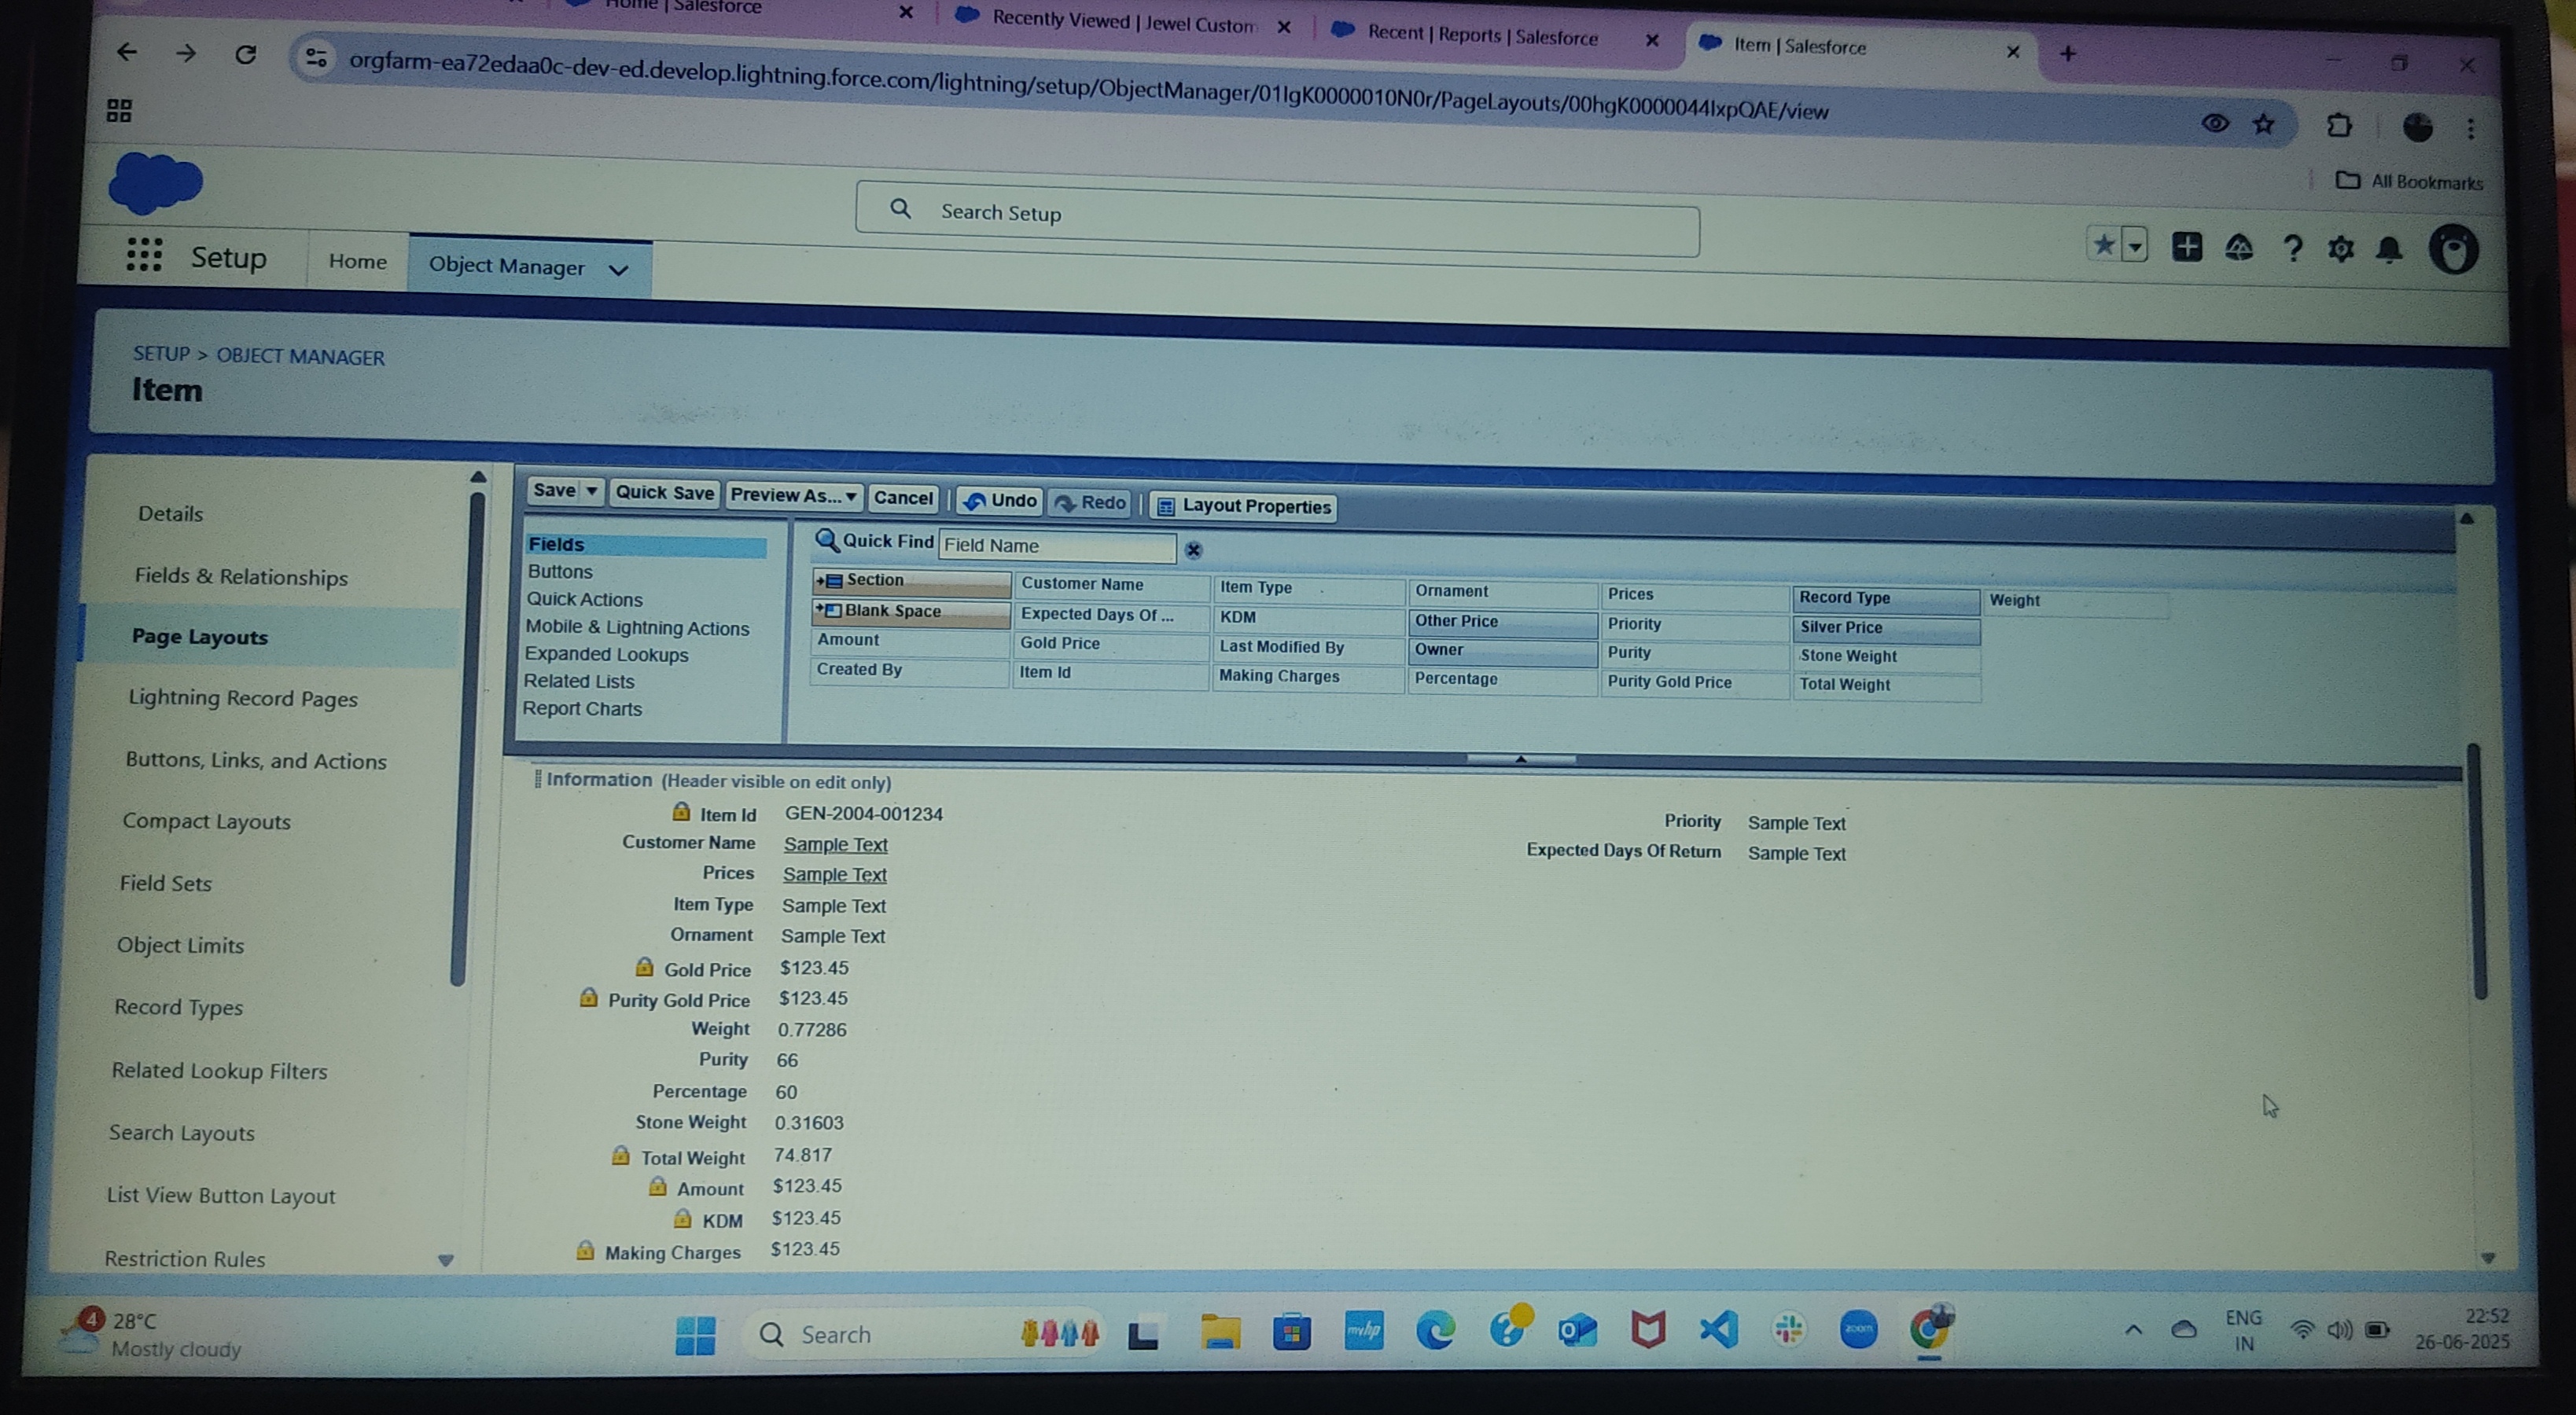 Home | Salesforce
Recently Viewed | Jewel Custom
Recent | Reports | Salesforce
Item | Salesforce
orgfarm-ea72edaa0c-dev-ed.develop.lightning.force.com/lightning/setup/ObjectManager/01IgK0000010N0r/PageLayouts/00hgK0000044IxpQAE/view
All Bookmarks
Search Setup
Setup
Home
Object Manager
SETUP > OBJECT MANAGER
Item
Details
Fields & Relationships
Page Layouts
Lightning Record Pages
Buttons, Links, and Actions
Compact Layouts
Field Sets
Object Limits
Record Types
Related Lookup Filters
Search Layouts
List View Button Layout
Restriction Rules
Save Quick Save Preview As... Cancel Undo Redo Layout Properties
Fields
Buttons
Quick Actions
Mobile & Lightning Actions
Expanded Lookups
Related Lists
Report Charts
Quick Find Field Name
Section Customer Name Item Type Ornament Prices Record Type Weight
Blank Space Expected Days Of ... KDM Other Price Priority Silver Price
Amount Gold Price Last Modified By Owner Purity Stone Weight
Created By Item Id Making Charges Percentage Purity Gold Price Total Weight
Information (Header visible on edit only)
Item Id GEN-2004-001234
Customer Name Sample Text
Prices Sample Text
Item Type Sample Text
Ornament Sample Text
Gold Price $123.45
Purity Gold Price $123.45
Weight 0.77286
Purity 66
Percentage 60
Stone Weight 0.31603
Total Weight 74.817
Amount $123.45
KDM $123.45
Making Charges $123.45
Priority Sample Text
Expected Days Of Return Sample Text
4
28°C
Mostly cloudy
Search
myhp
zoom
ENG
IN
22:52
26-06-2025